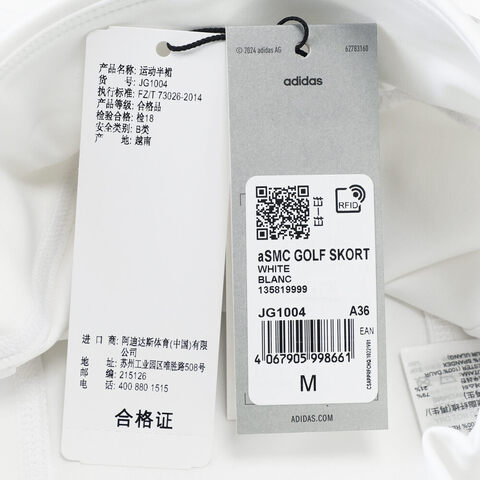 产品名称: 运动半裙
货 号: JG1004
执行标准: FZ/T 73026-2014
产品等级: 合格品
检验合格: 检18
安全类别: B类
产 地: 越南
进 口 商: 阿迪达斯体育(中国)有限公司
地址: 苏州工业园区唯胜路508号
邮编: 215126
电话: 400 880 1515
合格证
© 2024 adidas AG
62783160
adidas
RFID
aSMC GOLF SKORT
WHITE
BLANC
135819999
JG1004 A36
EAN
4 067905 998661
M
ADIDAS.COM